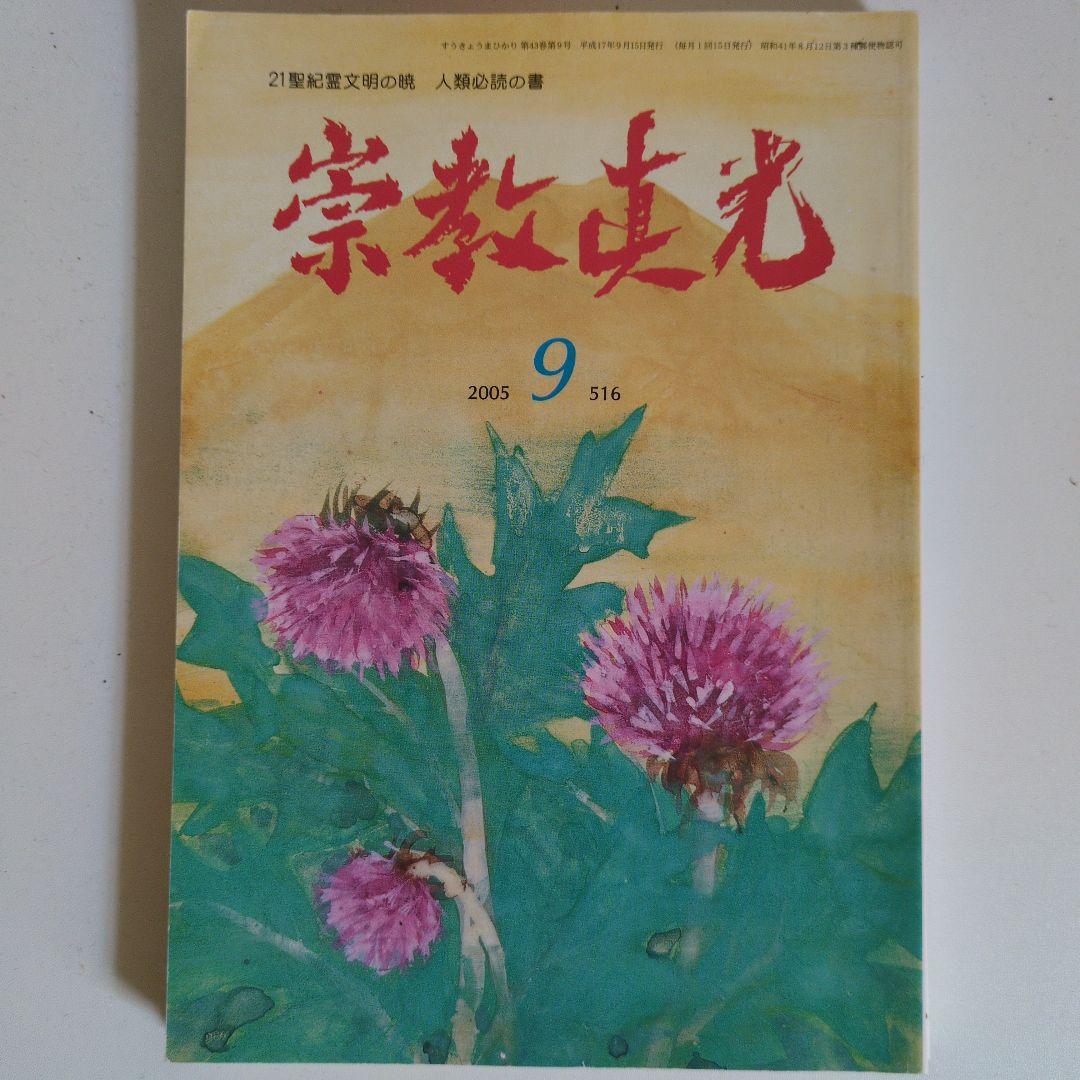 すうきょうまひかり 第43巻第9号 平成17年9月15日発行 (毎月1回15日発行) 昭和41年8月12日第3種郵便物認可
21聖紀霊文明の暁 人類必読の書
崇教真光
2005 9 516